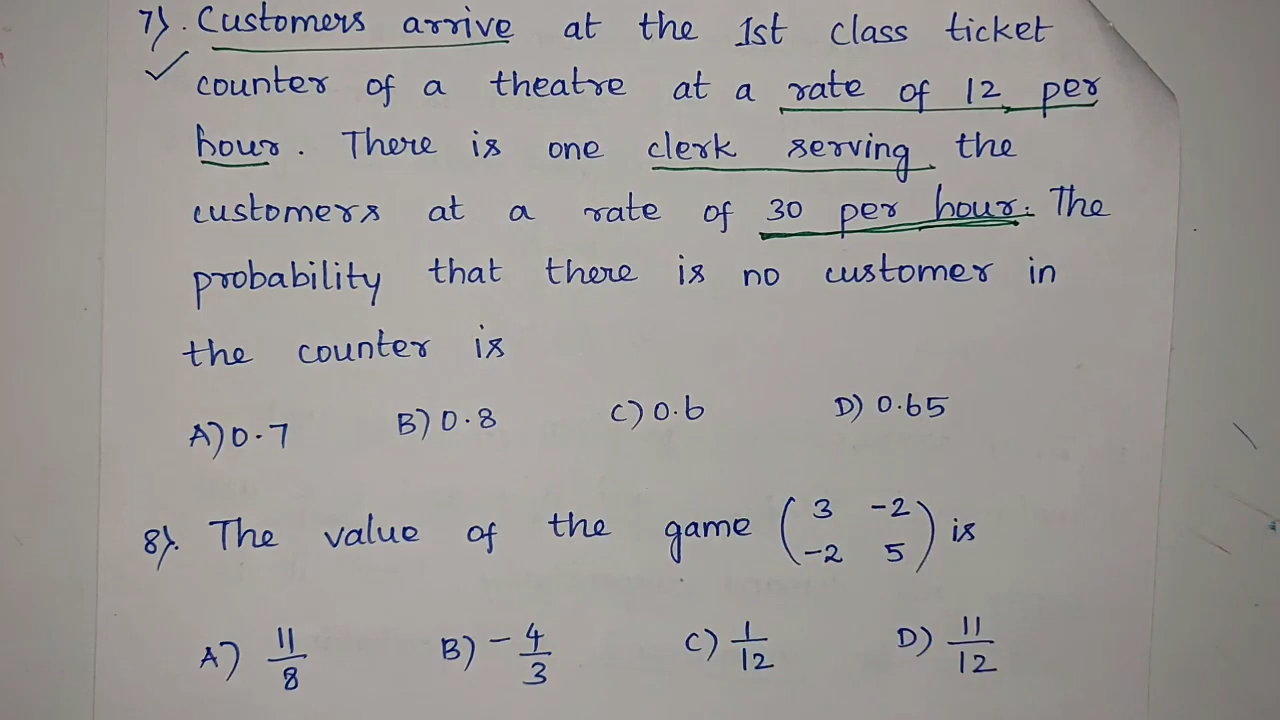 7). Customers arrive at the 1st class ticket
counter of a theatre at a rate of 12 per
hour. There is one clerk serving the
customers at a rate of 30 per hour. The
probability that there is no customer in
the counter is
A) 0.7 B) 0.8 C) 0.6 D) 0.65
8). The value of the game (3 -2
-2 5) is
A) 11/8 B) -4/3 C) 1/12 D) 11/12